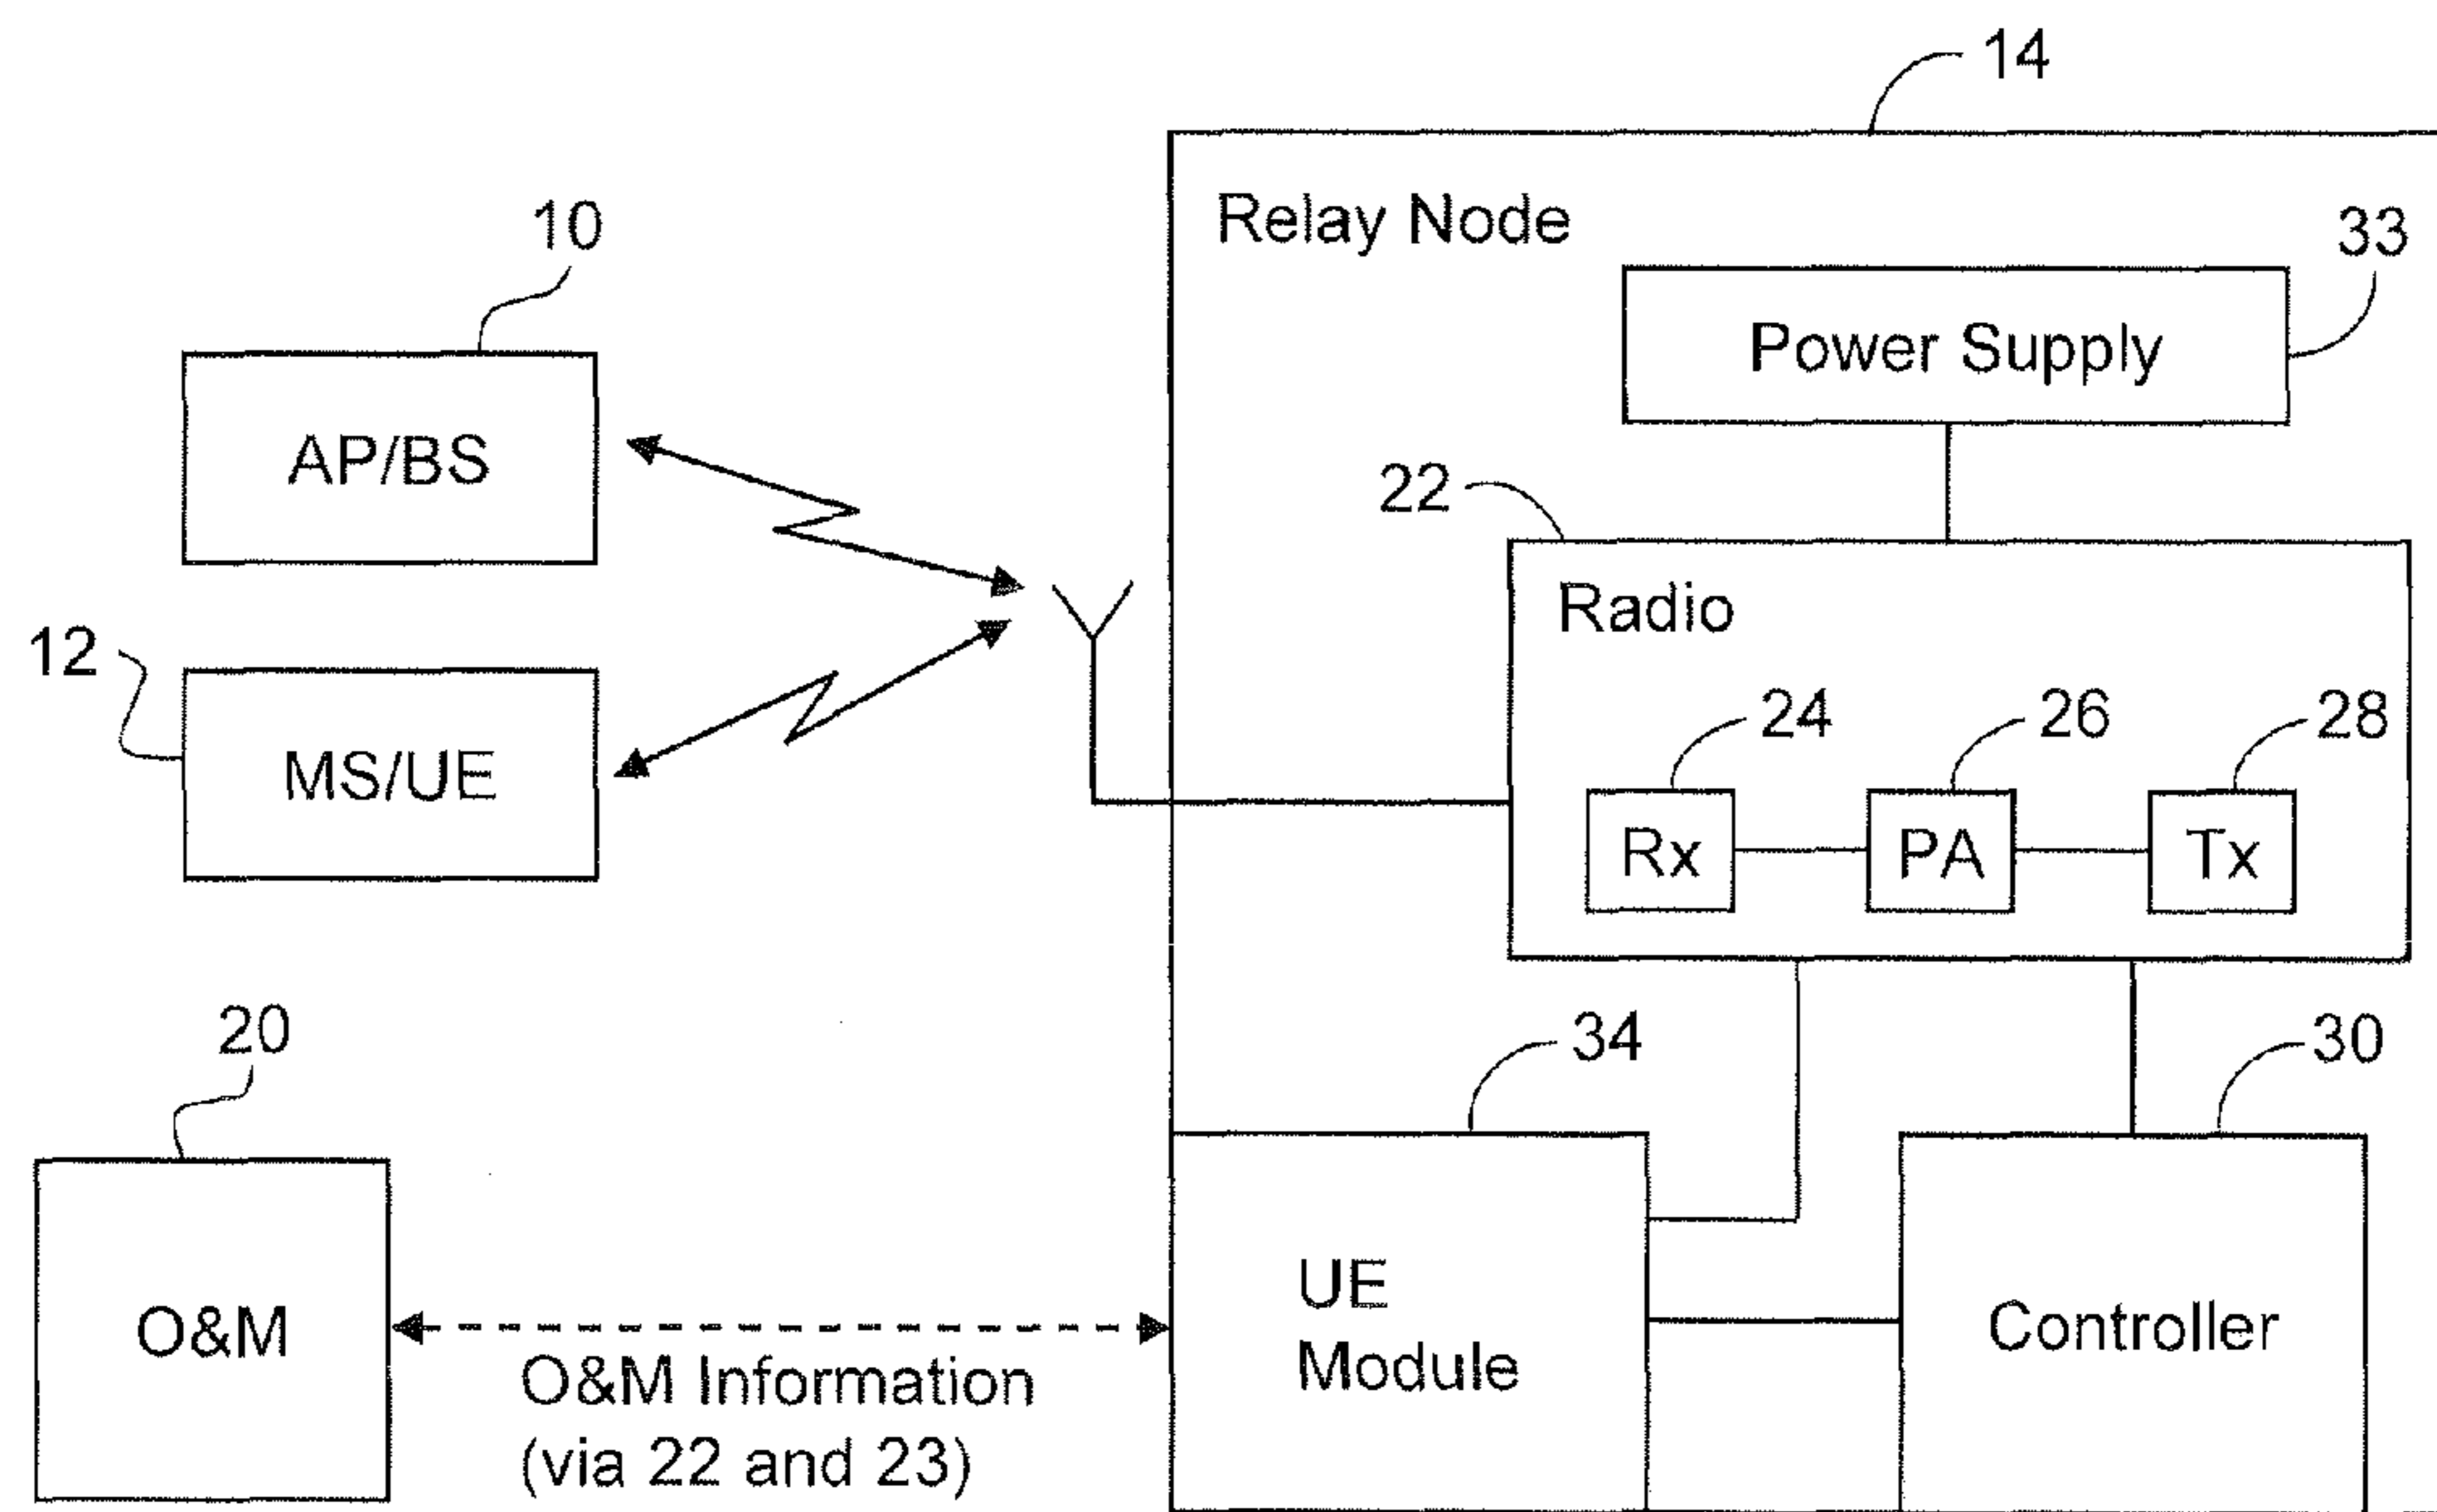 14
Relay Node
10
33
Power Supply
AP/BS
22
Radio
12
24
26
28
MS/UE
Rx
PA
Tx
20
34
30
O&M
UE
Module
Controller
O&M Information
(via 22 and 23)